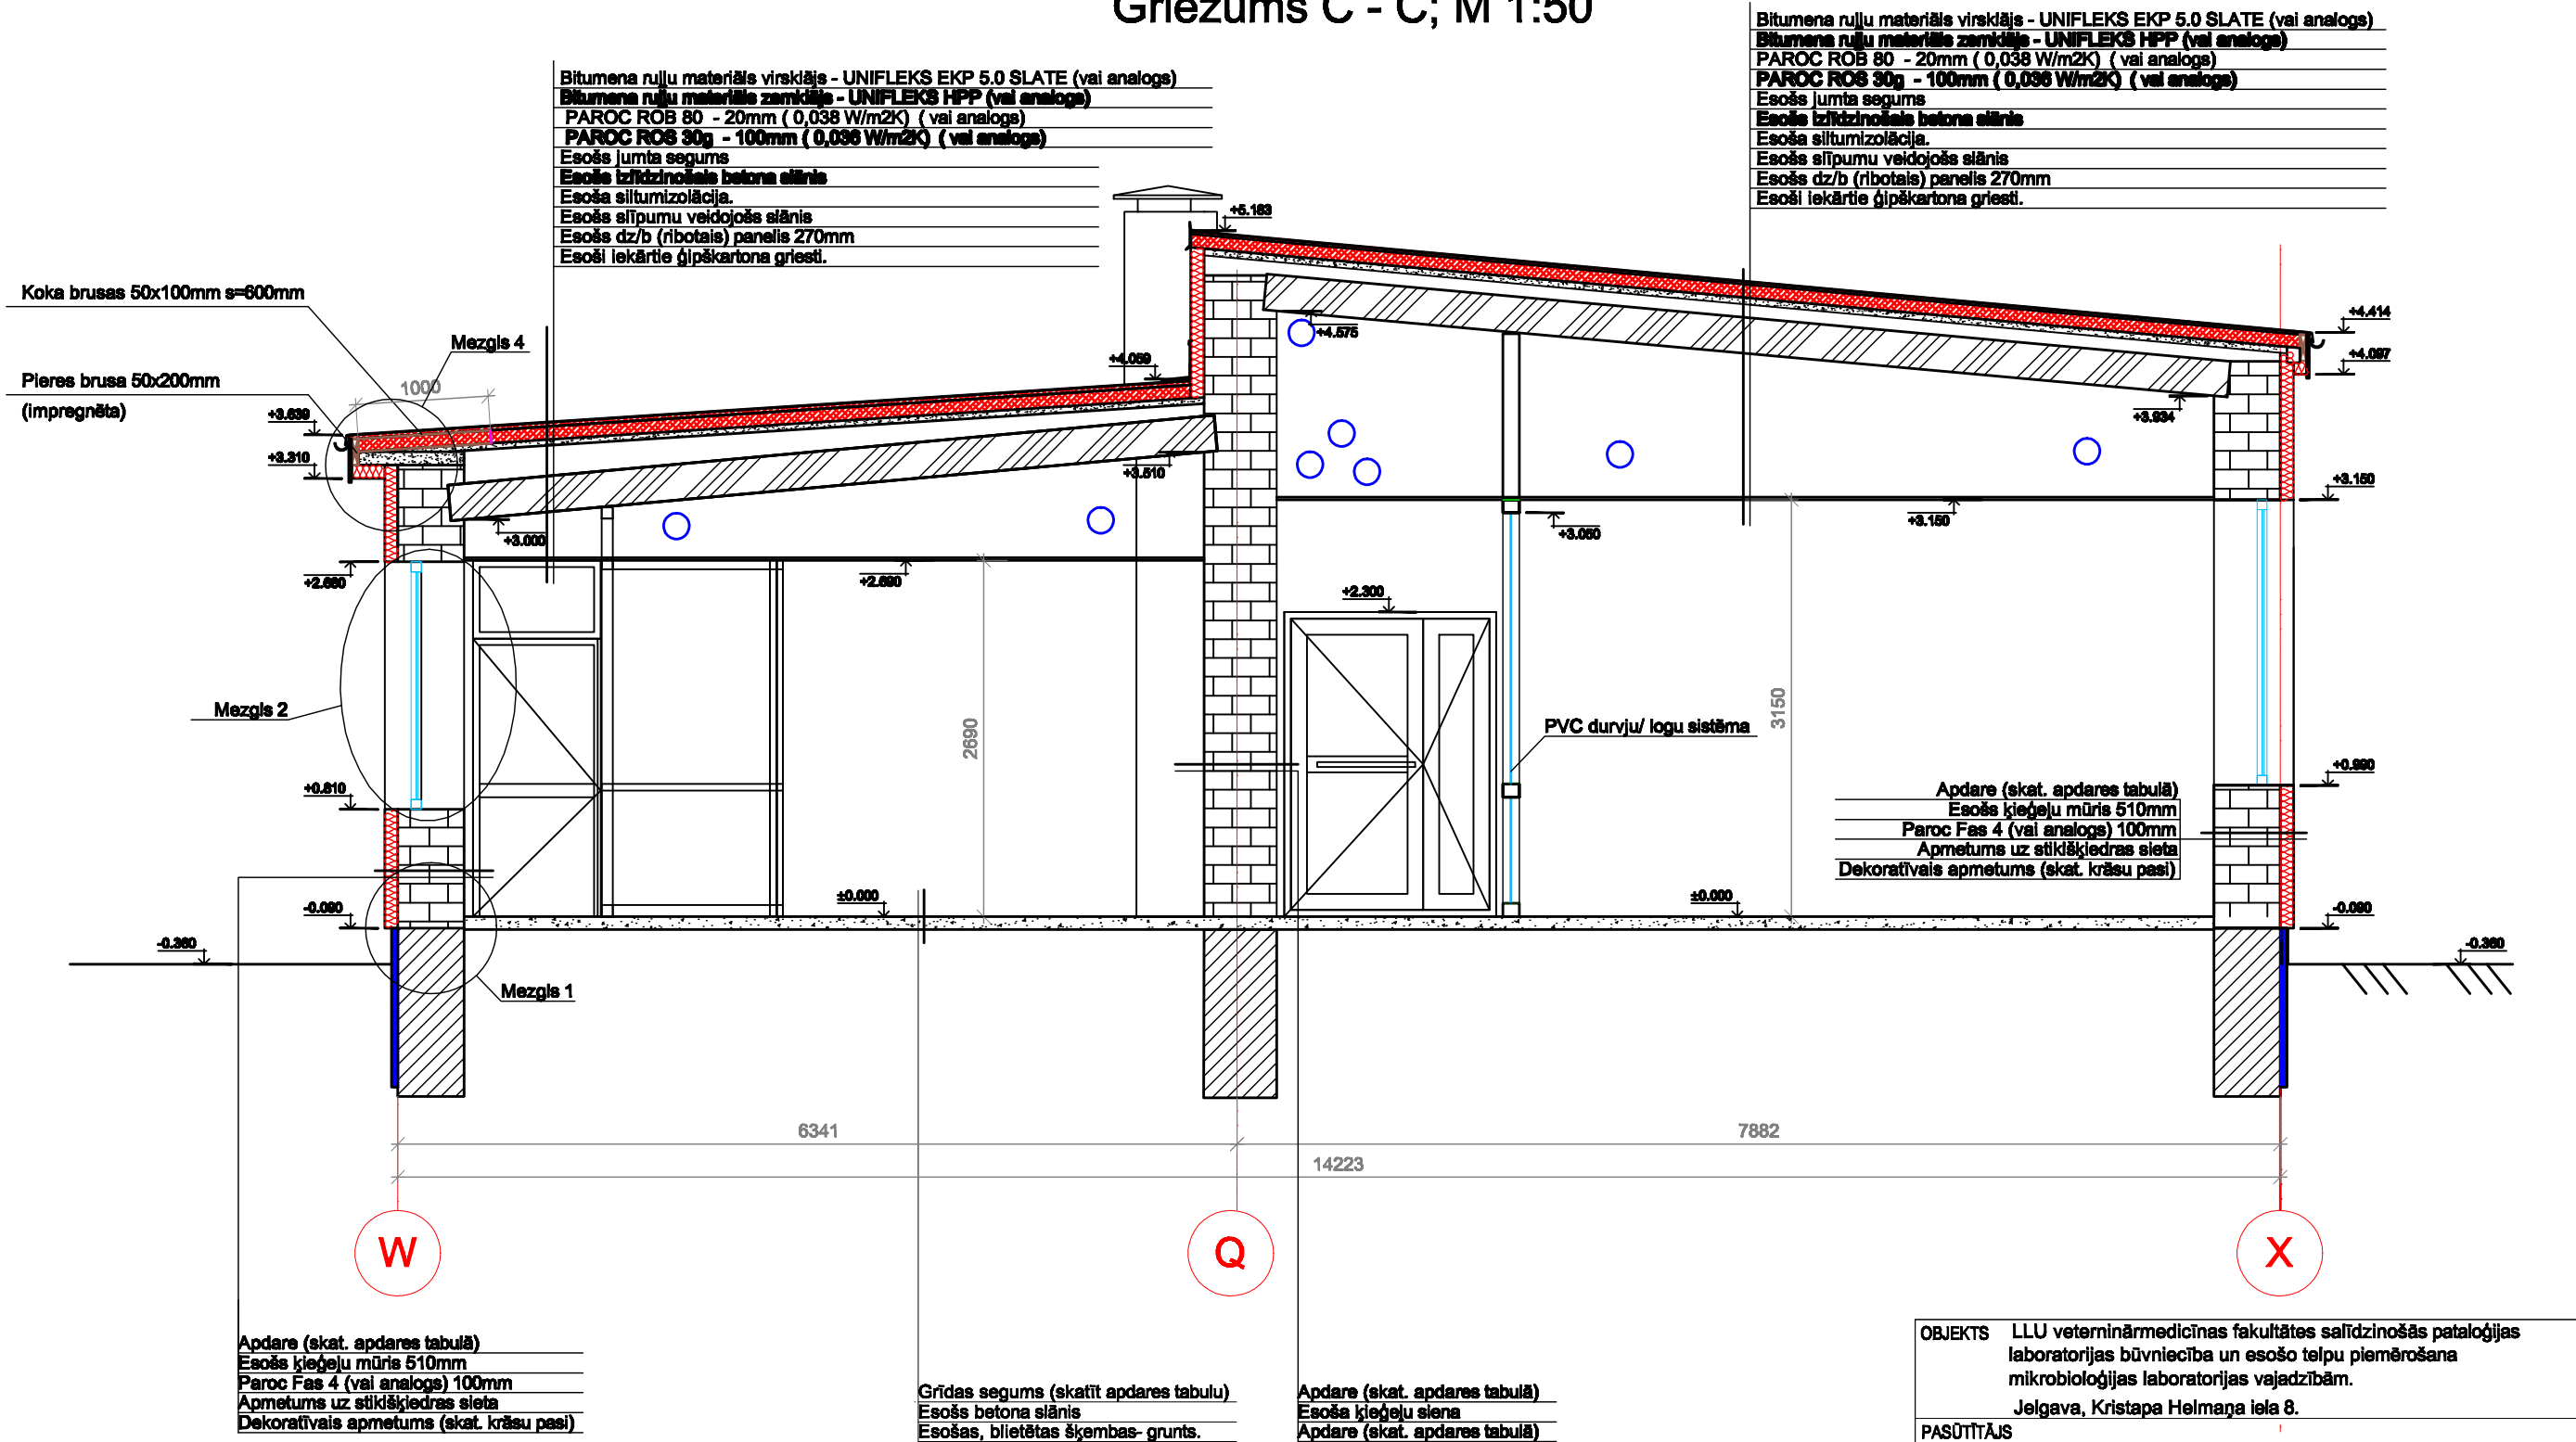 Griezums C - C; M 1:50
Bitumena ruļļu materiāls virsklājs - UNIFLEKS EKP 5.0 SLATE (vai analogs)
Bitumena ruļļu materiāls zemklājs - UNIFLEKS HPP (vai analogs)
PAROC ROB 80 - 20mm ( 0,038 W/m2K) ( vai analogs)
PAROC ROS 30g - 100mm ( 0,036 W/m2K) ( vai analogs)
Esošs jumta segums
Esošs izlīdzinošais betona slānis
Esoša siltumizolācija.
Esošs slīpumu veidojošs slānis
Esošs dz/b (ribotais) panelis 270mm
Esoši iekārtie ģipškartona griesti.
Bitumena ruļļu materiāls virsklājs - UNIFLEKS EKP 5.0 SLATE (vai analogs)
Bitumena ruļļu materiāls zemklājs - UNIFLEKS HPP (vai analogs)
PAROC ROB 80 - 20mm ( 0,038 W/m2K) ( vai analogs)
PAROC ROS 30g - 100mm ( 0,036 W/m2K) ( vai analogs)
Esošs jumta segums
Esošs izlīdzinošais betona slānis
Esoša siltumizolācija.
Esošs slīpumu veidojošs slānis
Esošs dz/b (ribotais) panelis 270mm
Esoši iekārtie ģipškartona griesti.
Koka brusas 50x100mm s=600mm
Mezgls 4
Pieres brusa 50x200mm
(impregnēta)
1000
+5.183
+4.575
+4.414
+4.097
+4.059
+3.934
+3.639
+3.310
+3.510
+3.150
+3.150
+3.050
+3.000
+2.660
+2.690
+2.300
Mezgls 2
2690
3150
PVC durvju/ logu sistēma
+0.810
+0.990
Apdare (skat. apdares tabulā)
Esošs ķieģeļu mūris 510mm
Paroc Fas 4 (vai analogs) 100mm
Apmetums uz stiklšķiedras sieta
Dekoratīvais apmetums (skat. krāsu pasi)
±0.000
±0.000
-0.090
-0.090
-0.360
-0.360
Mezgls 1
6341
7882
14223
W
Q
X
Apdare (skat. apdares tabulā)
Esošs ķieģeļu mūris 510mm
Paroc Fas 4 (vai analogs) 100mm
Apmetums uz stiklšķiedras sieta
Dekoratīvais apmetums (skat. krāsu pasi)
Grīdas segums (skatīt apdares tabulu)
Esošs betona slānis
Esošas, blietētas šķembas- grunts.
Apdare (skat. apdares tabulā)
Esoša ķieģeļu siena
Apdare (skat. apdares tabulā)
OBJEKTS LLU veterninārmedicīnas fakultātes salīdzinošās pataloģijas
laboratorijas būvniecība un esošo telpu piemērošana
mikrobioloģijas laboratorijas vajadzībām.
Jelgava, Kristapa Helmaņa iela 8.
PASŪTĪTĀJS